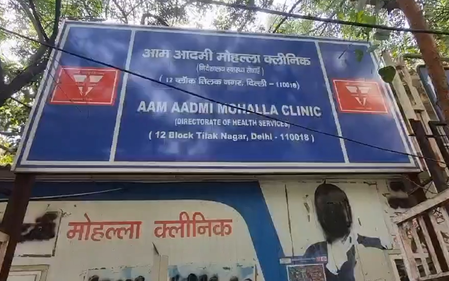 आम आदमी मोहल्ला क्लीनिक
(निदेशालय स्वास्थ्य सेवाएँ)
( 12 ब्लॉक तिलक नगर, दिल्ली -110018 )
AAM AADMI MOHALLA CLINIC
(DIRECTORATE OF HEALTH SERVICES)
( 12 Block Tilak Nagar, Delhi -110018 )
मोहल्ला क्लीनिक